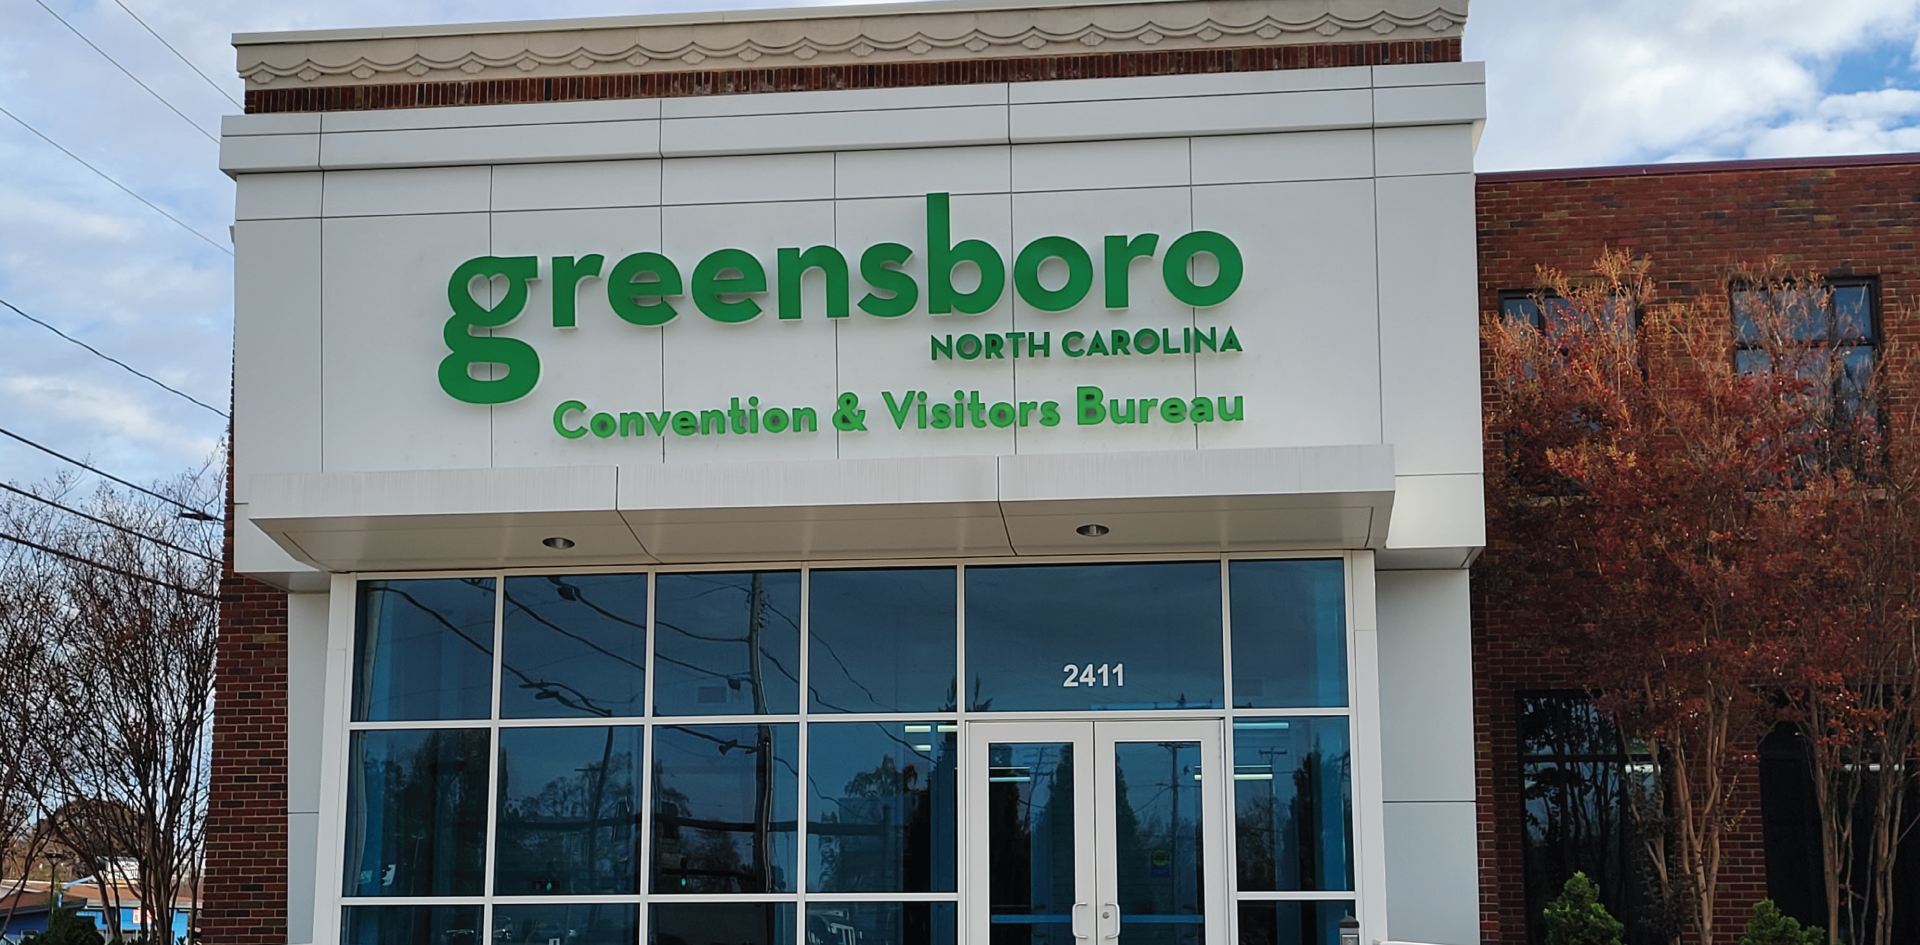 greensboro
NORTH CAROLINA
Convention & Visitors Bureau
2411